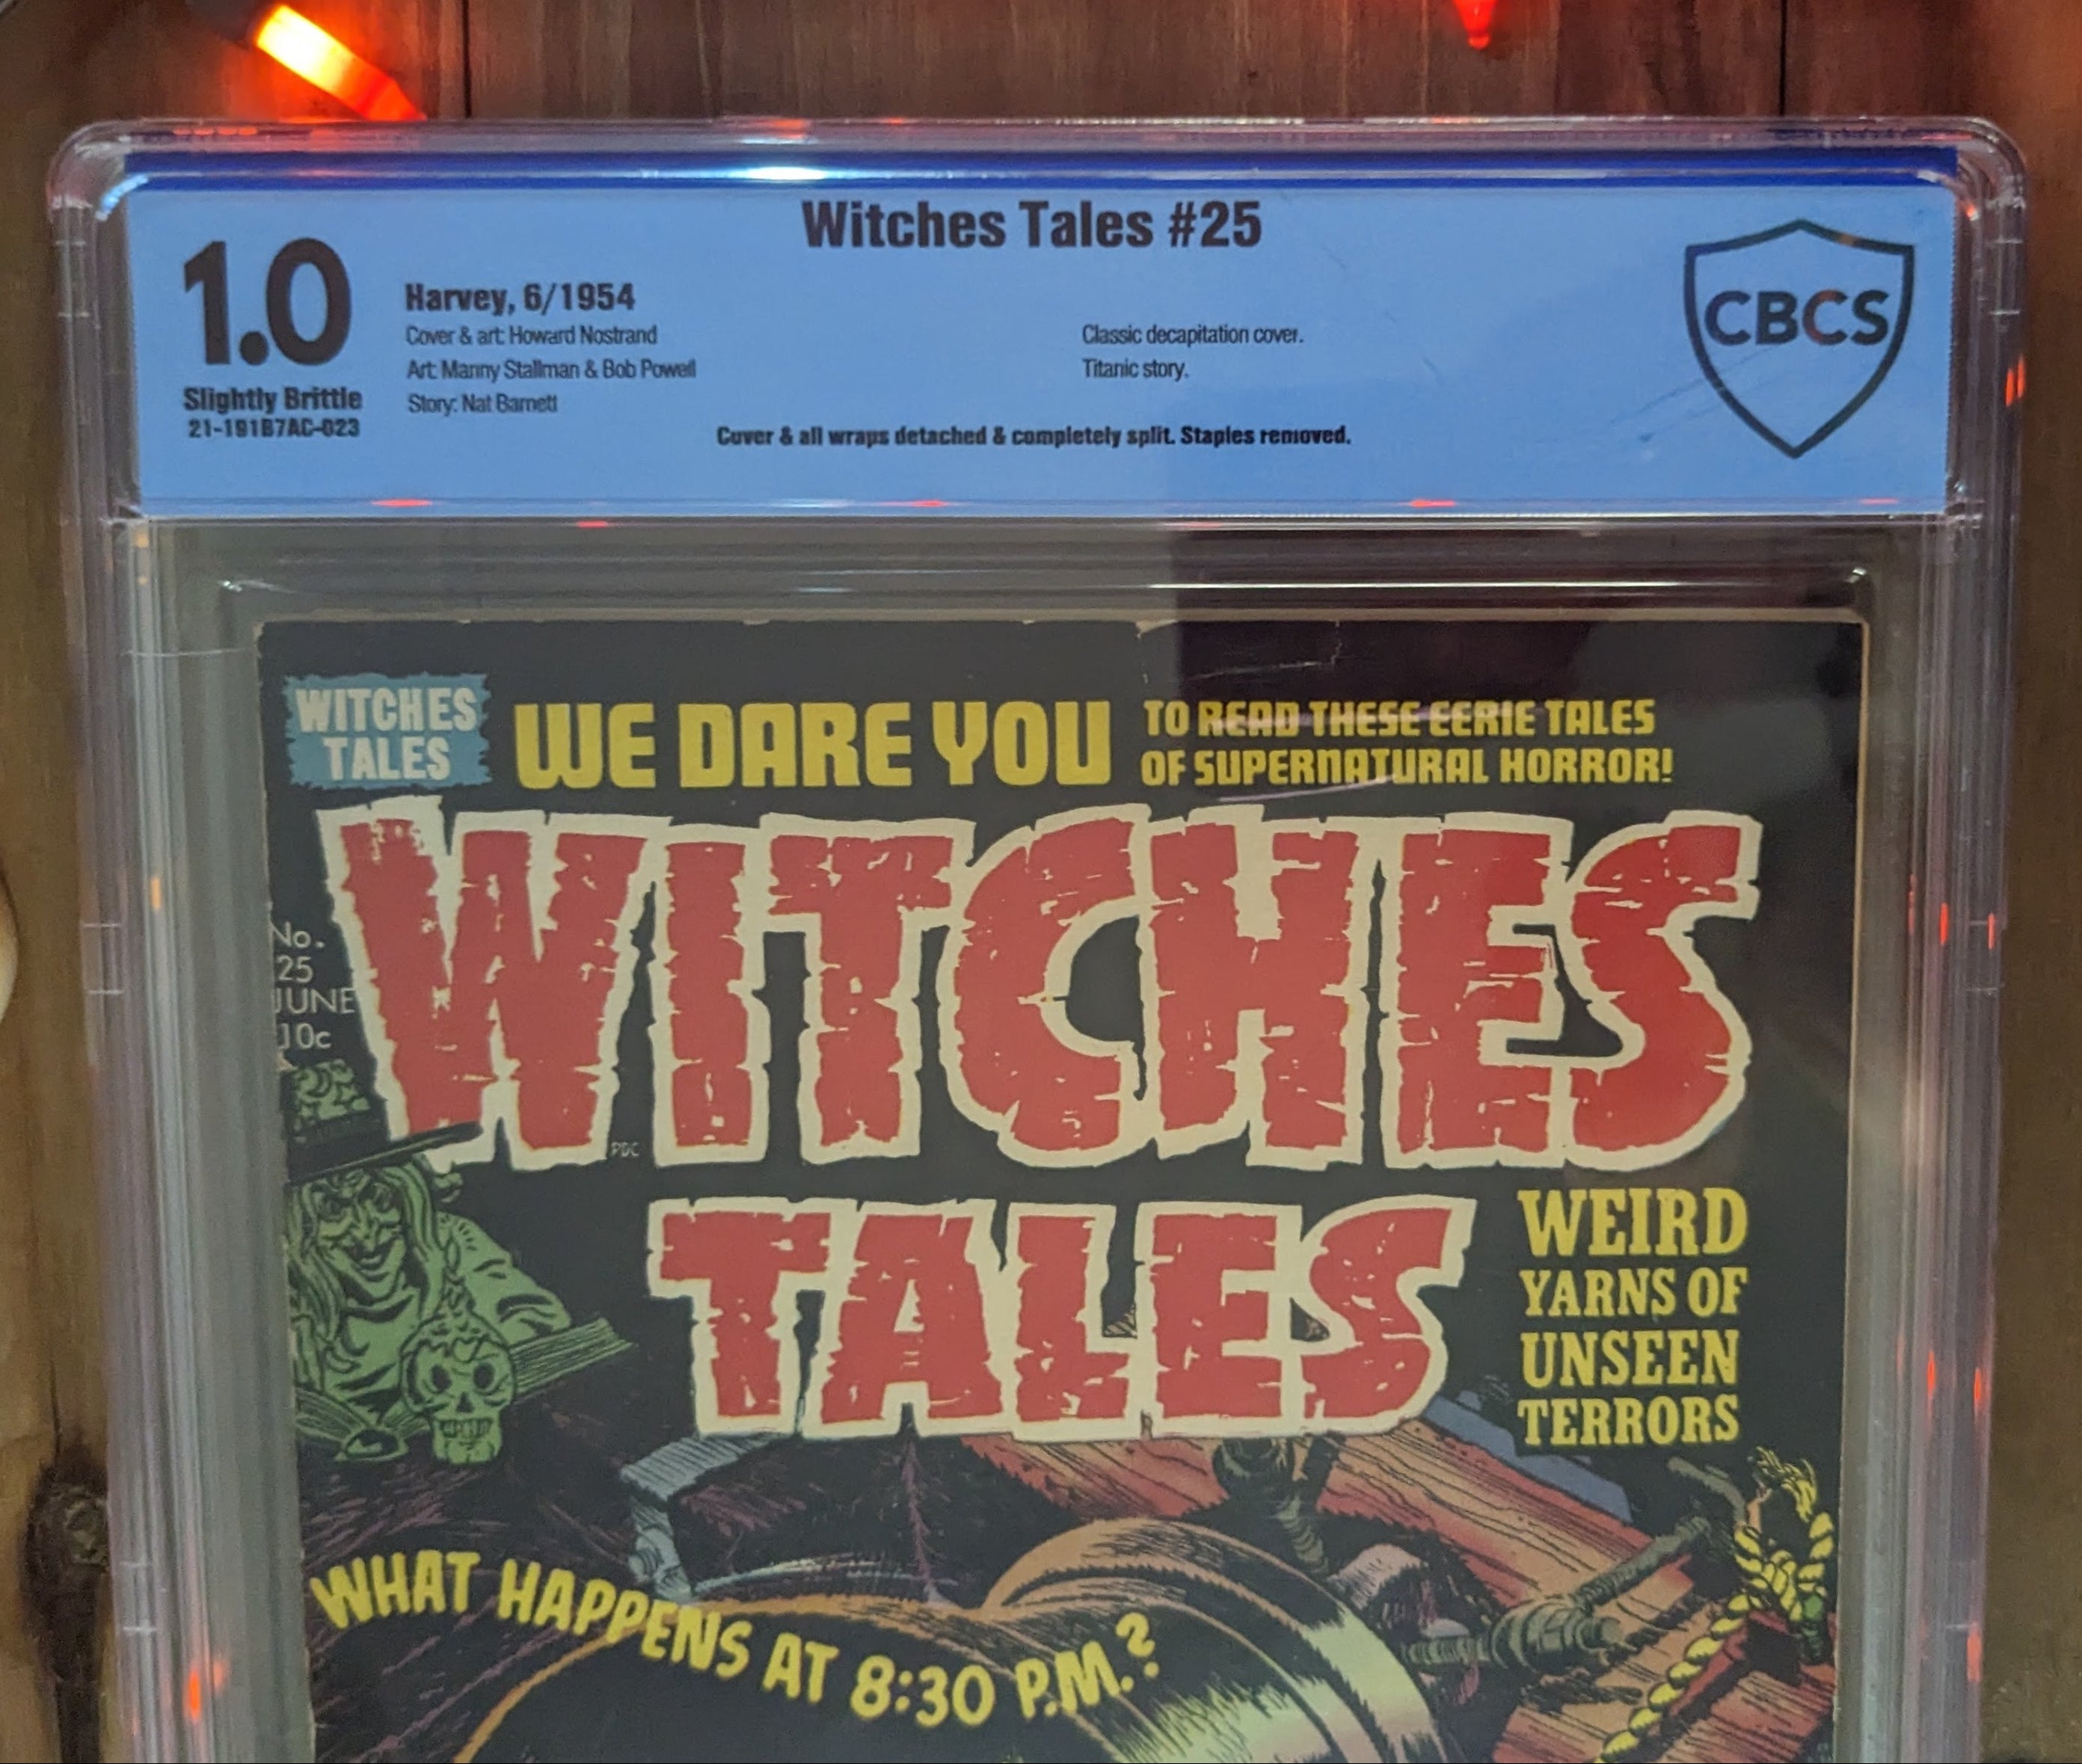 Witches Tales #25
1.0
Slightly Brittle
21-191B7AC-023
Harvey, 6/1954
Cover & art: Howard Nostrand
Art: Manny Stallman & Bob Powell
Story: Nat Barnett
Classic decapitation cover.
Titanic story.
Cover & all wraps detached & completely split. Staples removed.
CBCS
WITCHES
TALES
WE DARE YOU
TO READ THESE EERIE TALES
OF SUPERNATURAL HORROR!
WITCHES
TALES
No.
25
JUNE
10c
PDC
WEIRD
YARNS OF
UNSEEN
TERRORS
WHAT HAPPENS AT 8:30 P.M.?